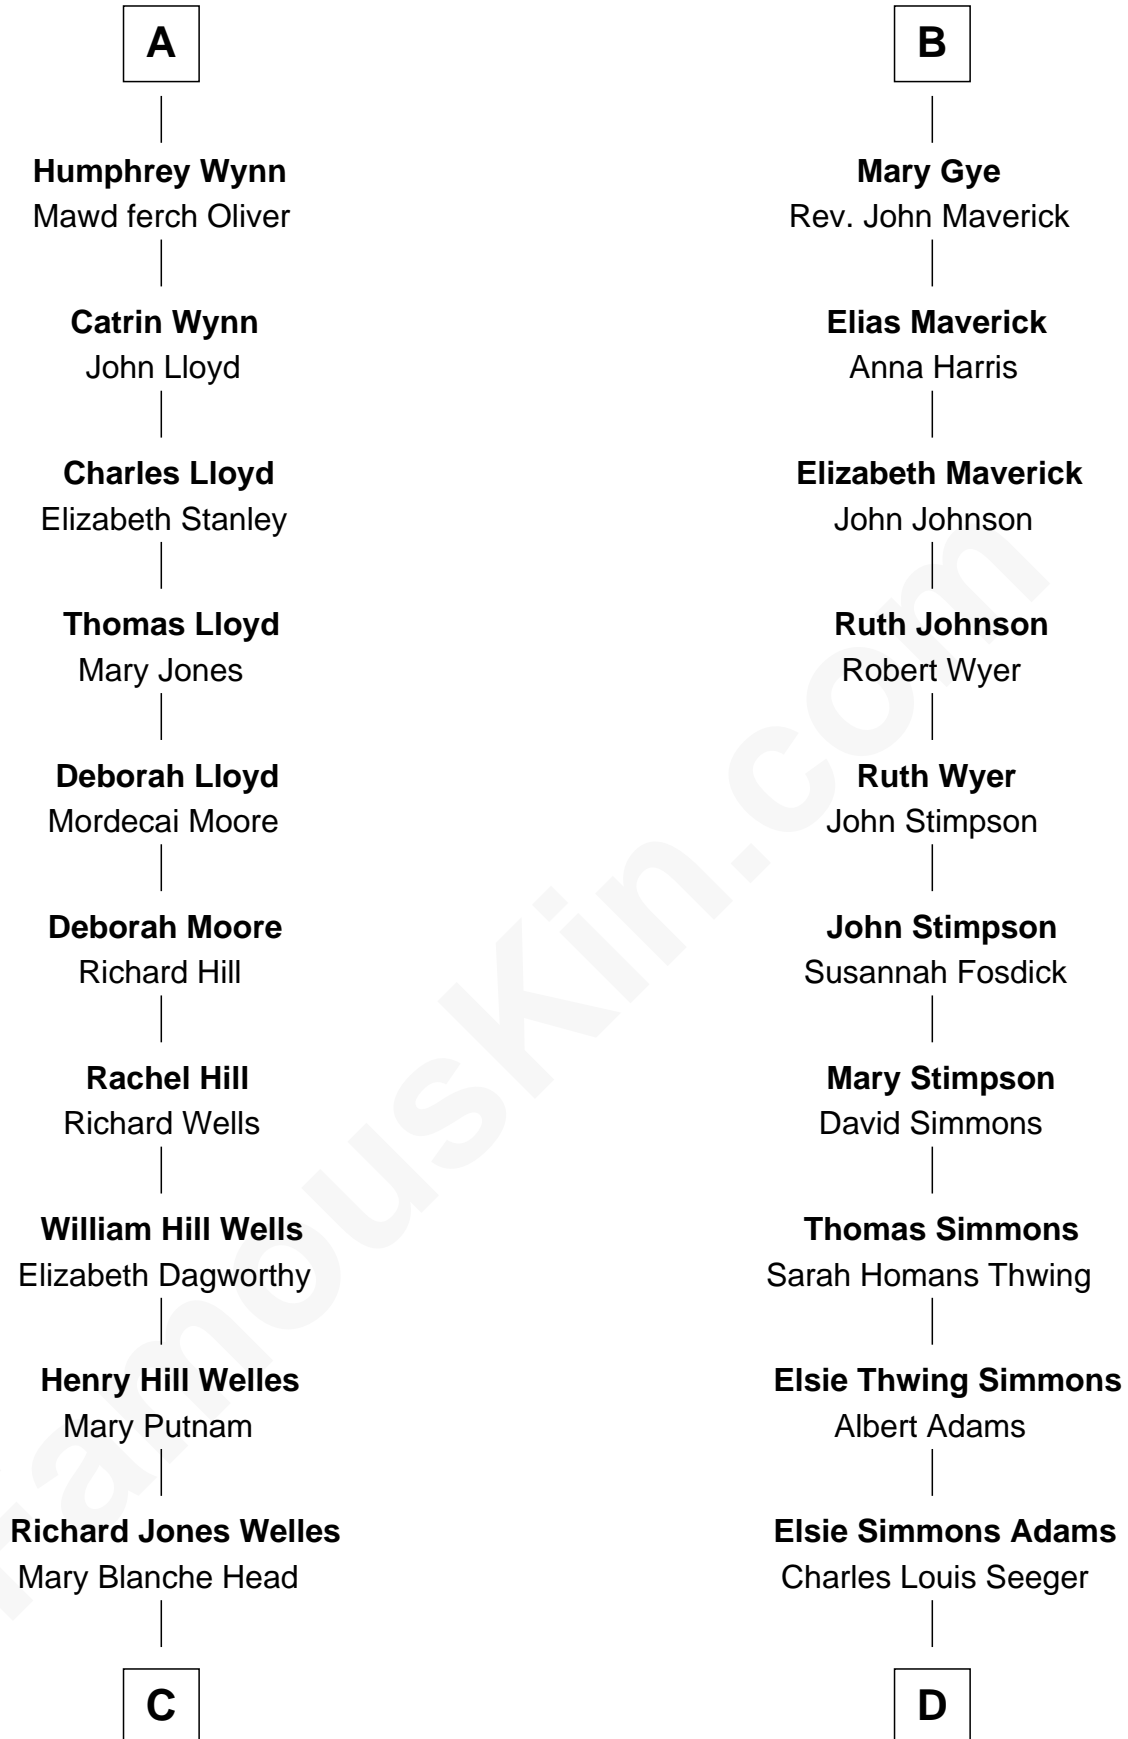 A
Humphrey Wynn
Mawd ferch Oliver
Catrin Wynn
John Lloyd
Charles Lloyd
Elizabeth Stanley
Thomas Lloyd
Mary Jones
Deborah Lloyd
Mordecai Moore
Deborah Moore
Richard Hill
Rachel Hill
Richard Wells
William Hill Wells
Elizabeth Dagworthy
Henry Hill Welles
Mary Putnam
Richard Jones Welles
Mary Blanche Head
C
B
Mary Gye
Rev. John Maverick
Elias Maverick
Anna Harris
Elizabeth Maverick
John Johnson
Ruth Johnson
Robert Wyer
Ruth Wyer
John Stimpson
John Stimpson
Susannah Fosdick
Mary Stimpson
David Simmons
Thomas Simmons
Sarah Homans Thwing
Elsie Thwing Simmons
Albert Adams
Elsie Simmons Adams
Charles Louis Seeger
D
FamousKin.com